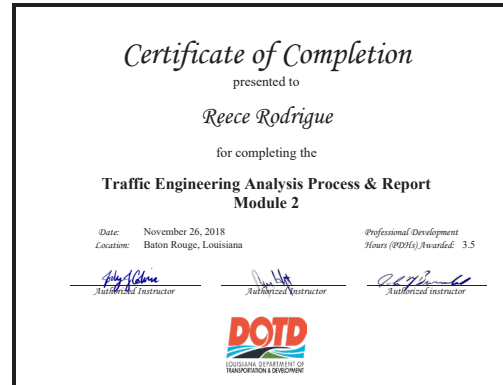 Certificate of Completion
presented to
Reece Rodrigue
for completing the
Traffic Engineering Analysis Process & Report
Module 2
Date: November 26, 2018
Location: Baton Rouge, Louisiana
Professional Development
Hours (PDHs) Awarded: 3.5
Authorized Instructor
Authorized Instructor
Authorized instructor
DOTD
LOUISIANA DEPARTMENT OF
TRANSPORTATION & DEVELOPMENT